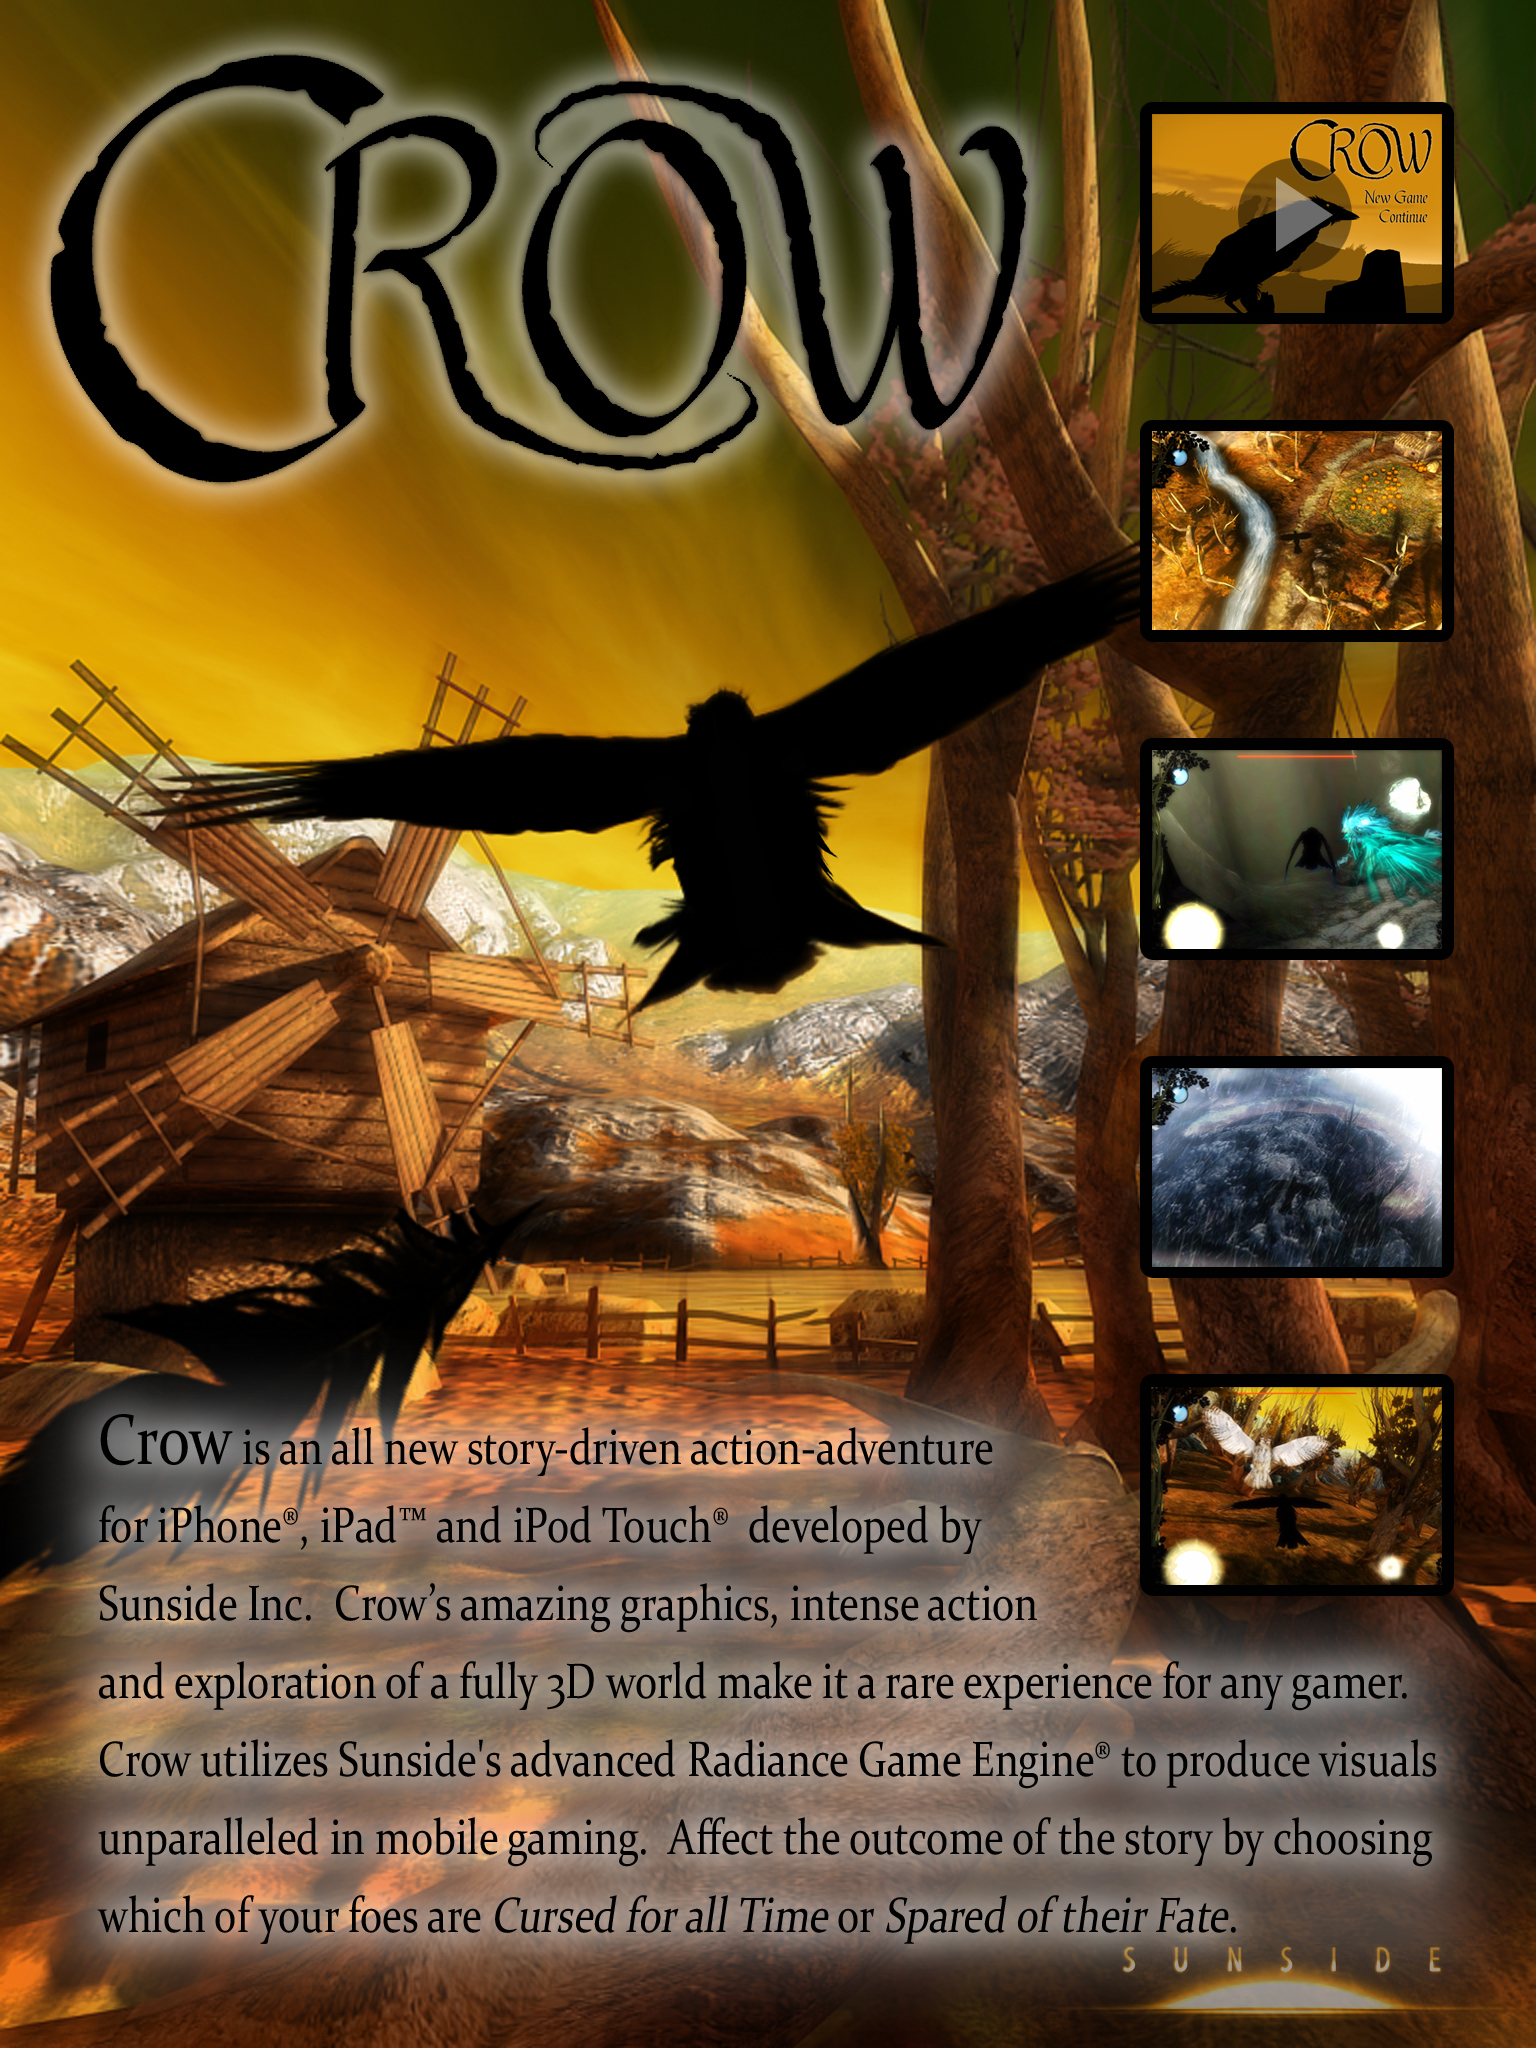 CROW
CROW
New Game
Continue
Crow is an all new story-driven action-adventure
for iPhone®, iPad™ and iPod Touch® developed by
Sunside Inc. Crow’s amazing graphics, intense action
and exploration of a fully 3D world make it a rare experience for any gamer.
Crow utilizes Sunside's advanced Radiance Game Engine® to produce visuals
unparalleled in mobile gaming. Affect the outcome of the story by choosing
which of your foes are Cursed for all Time or Spared of their Fate.
SUNSIDE